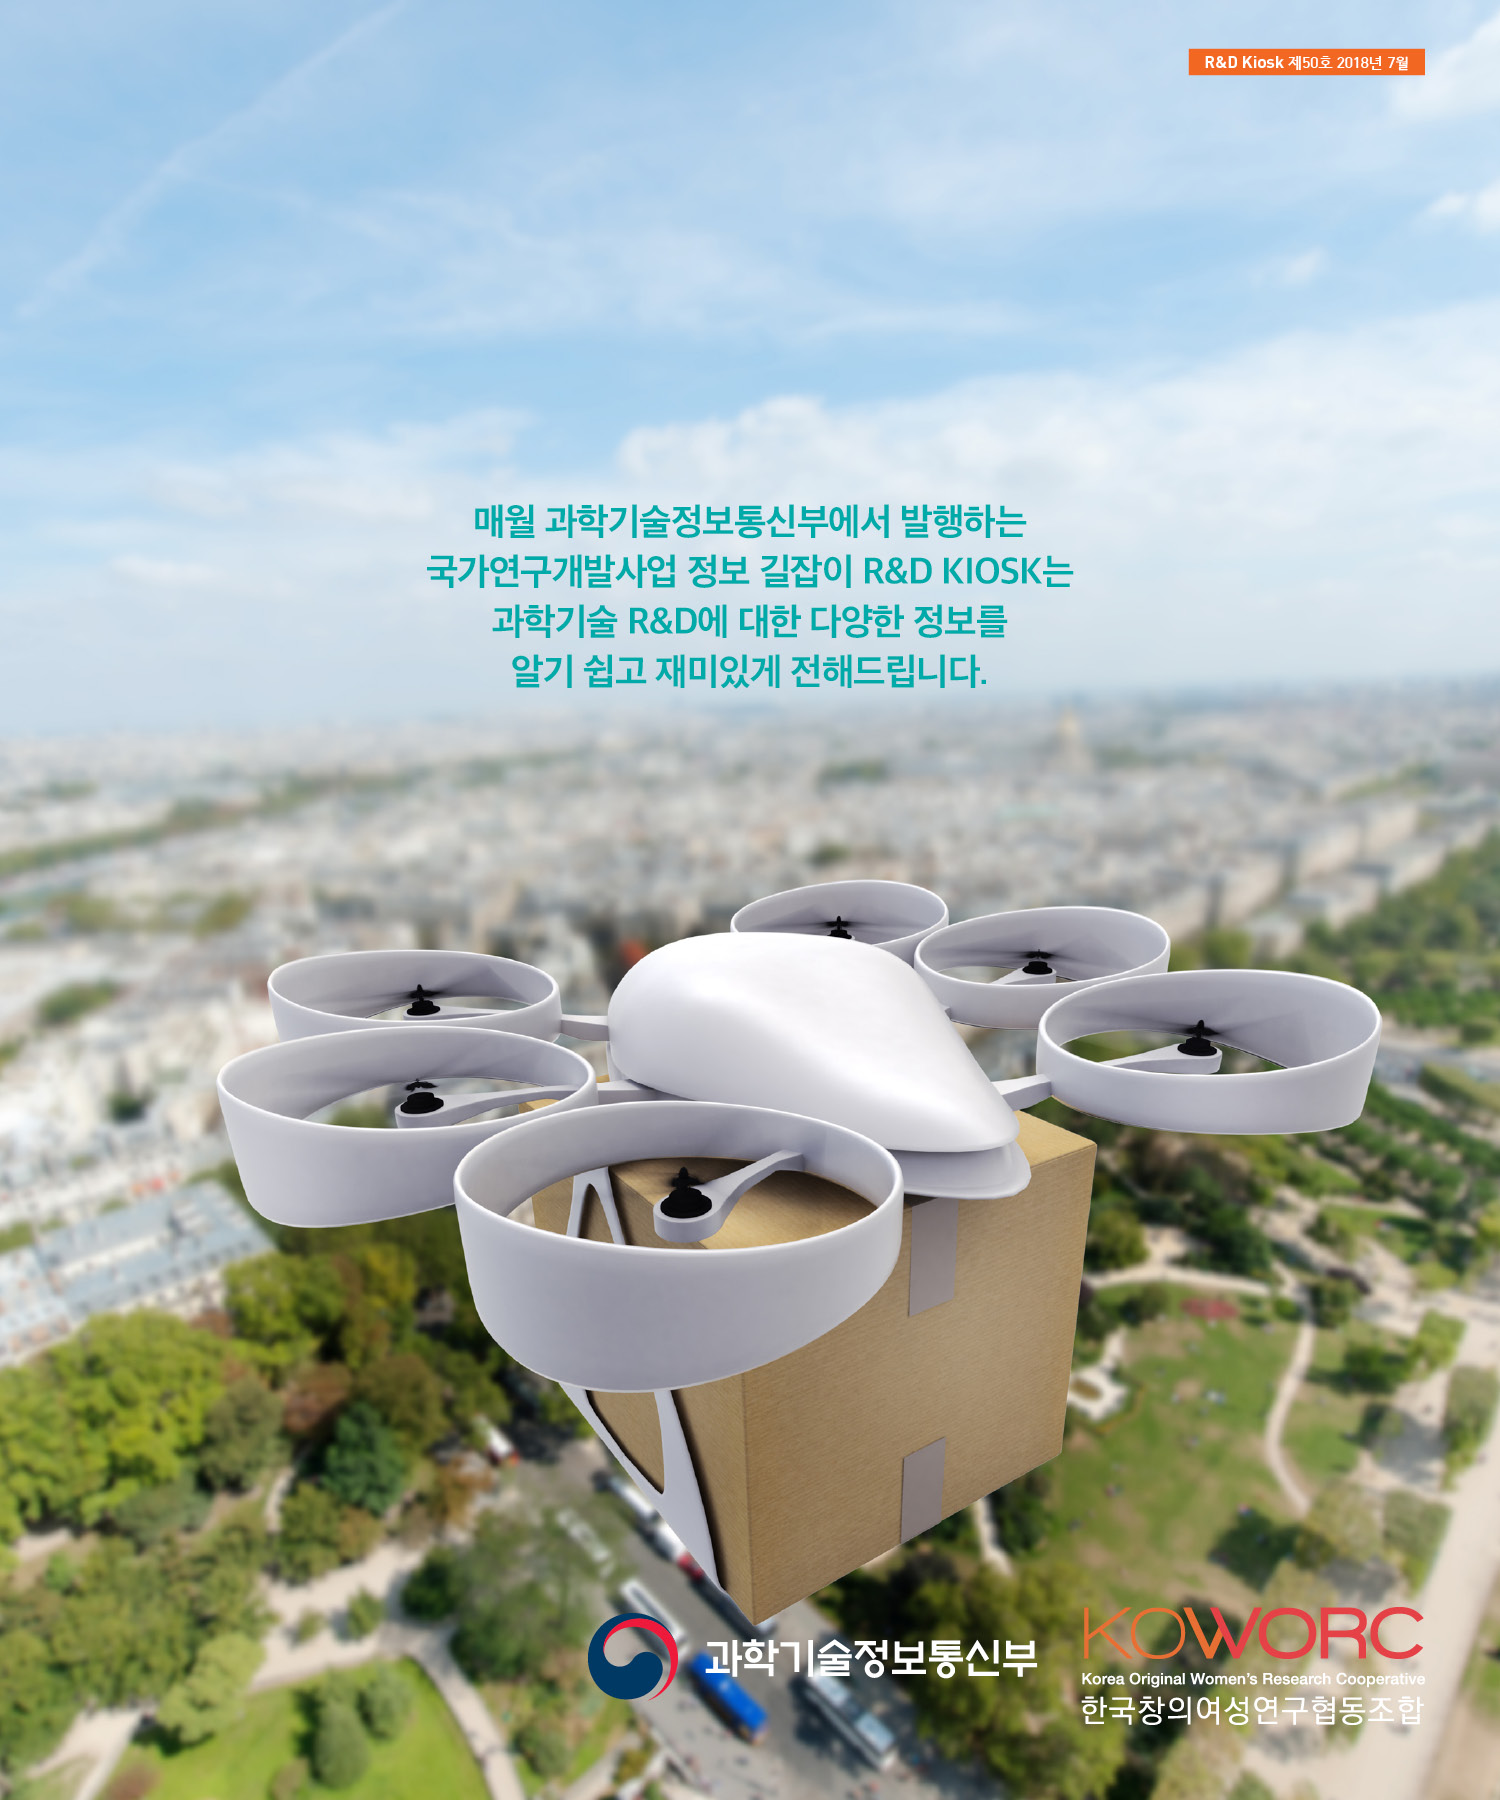 R&D Kiosk 제50호 2018년 7월
매월 과학기술정보통신부에서 발행하는
국가연구개발사업 정보 길잡이 R&D KIOSK는
과학기술 R&D에 대한 다양한 정보를
알기 쉽고 재미있게 전해드립니다.
과학기술정보통신부
KOWORC
Korea Original Women's Research Cooperative
한국창의여성연구협동조합